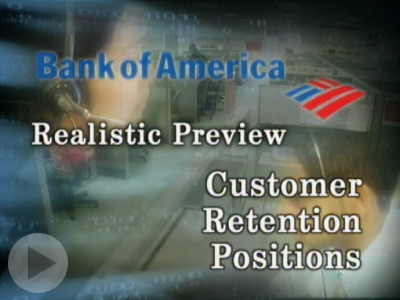 Bank of America
Realistic Preview
Customer
Retention
Positions